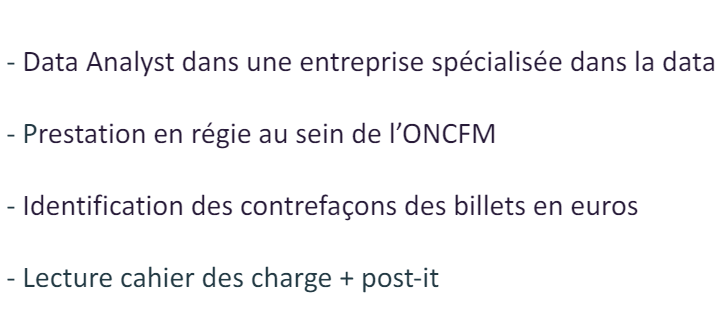 - Data Analyst dans une entreprise spécialisée dans la data
- Prestation en régie au sein de l’ONCFM
- Identification des contrefaçons des billets en euros
- Lecture cahier des charge + post-it